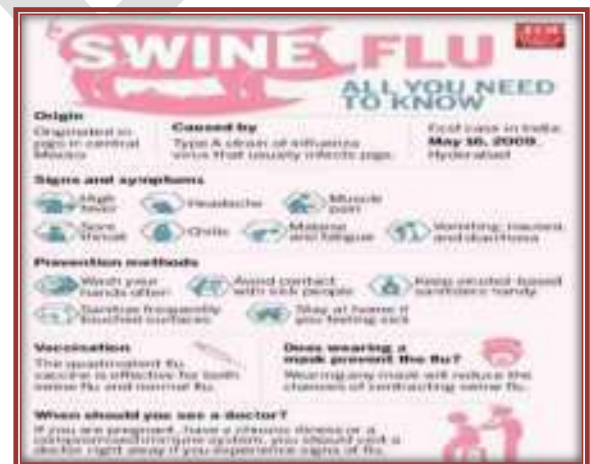 SWINE FLU
ALL YOU NEED
TO KNOW
Origin
Originated in
pigs in central
Mexico
Caused by
Type A strain of influenza
virus that usually infects pigs.
First case in India:
May 16, 2009,
Hyderabad
Signs and symptoms
High
fever
Headache
Muscle
pain
Sore
throat
Chills
Malaise
and fatigue
Vomiting, nausea,
and diarrhoea
Prevention methods
Wash your
hands often
Avoid contact
with sick people
Keep alcohol-based
sanitizers handy
Sanitize frequently
touched surfaces
Stay at home if
you feeling sick
Vaccination
The quadrivalent flu
vaccine is effective for both
swine flu and normal flu.
Does wearing a
mask prevent the flu?
Wearing any mask will reduce the
chances of contracting swine flu.
When should you see a doctor?
If you are pregnant, have a chronic illness or a
compromised immune system, you should visit a
doctor right away if you experience signs of flu.